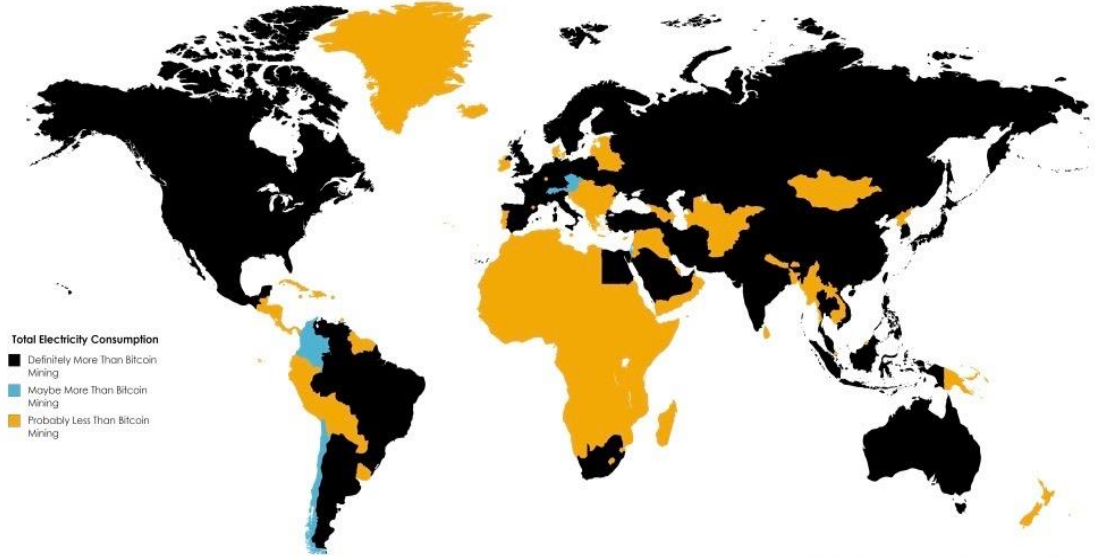 Total Electricity Consumption
Definitely More Than Bitcoin
Mining
Maybe More Than Bitcoin
Mining
Probably Less Than Bitcoin
Mining